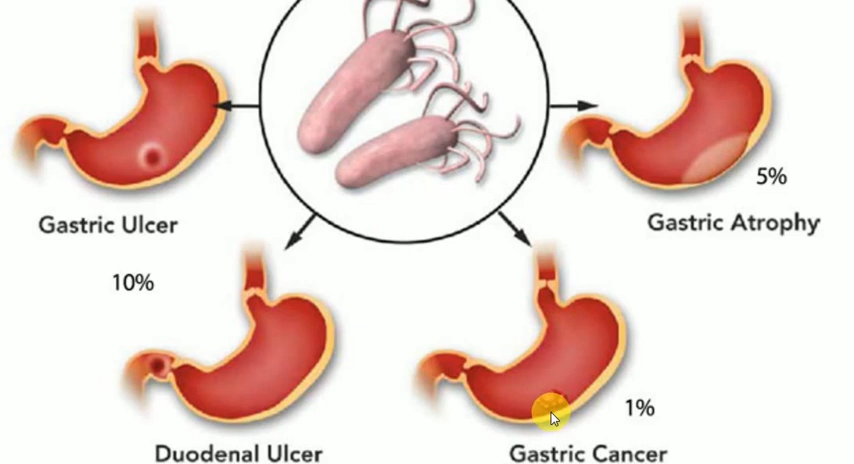 5%
Gastric Ulcer
Gastric Atrophy
10%
1%
Duodenal Ulcer
Gastric Cancer